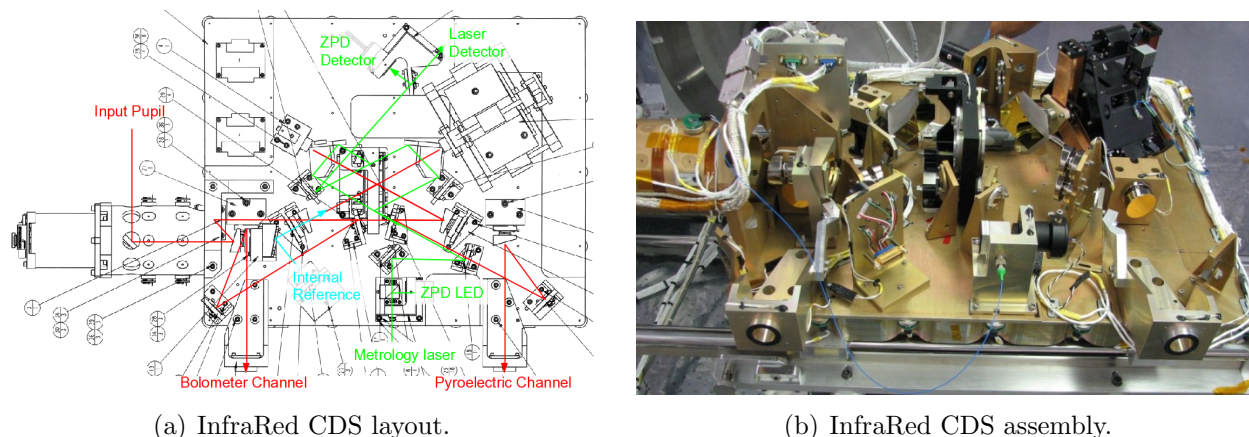 ZPD
Detector
Laser
Detector
Input Pupil
Internal
Reference
ZPD LED
Metrology laser
Bolometer Channel
Pyroelectric Channel
(a) InfraRed CDS layout.
(b) InfraRed CDS assembly.